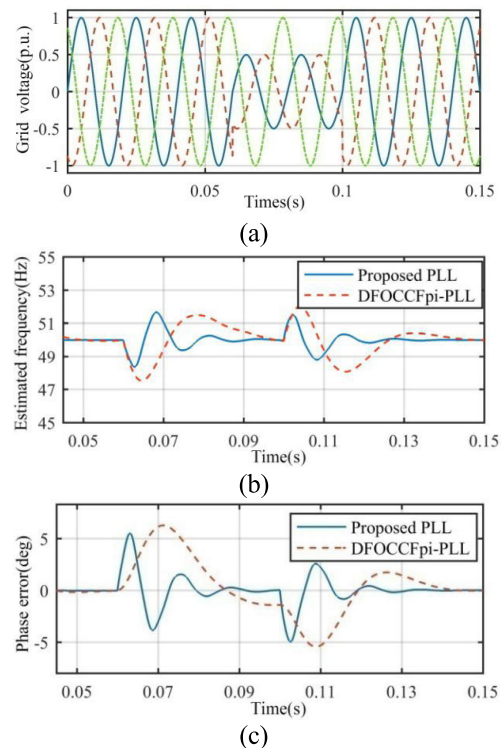 Grid voltage(p.u.)
1
0.5
0
-0.5
-1
0 0.05 0.1 0.15
Times(s)
(a)
Estimated frequency(Hz)
55
53
51
49
47
45
Proposed PLL
DFOCCFpi-PLL
0.05 0.07 0.09 0.11 0.13 0.15
Time(s)
(b)
Phase error(deg)
5
0
-5
Proposed PLL
DFOCCFpi-PLL
0.05 0.07 0.09 0.11 0.13 0.15
Time(s)
(c)